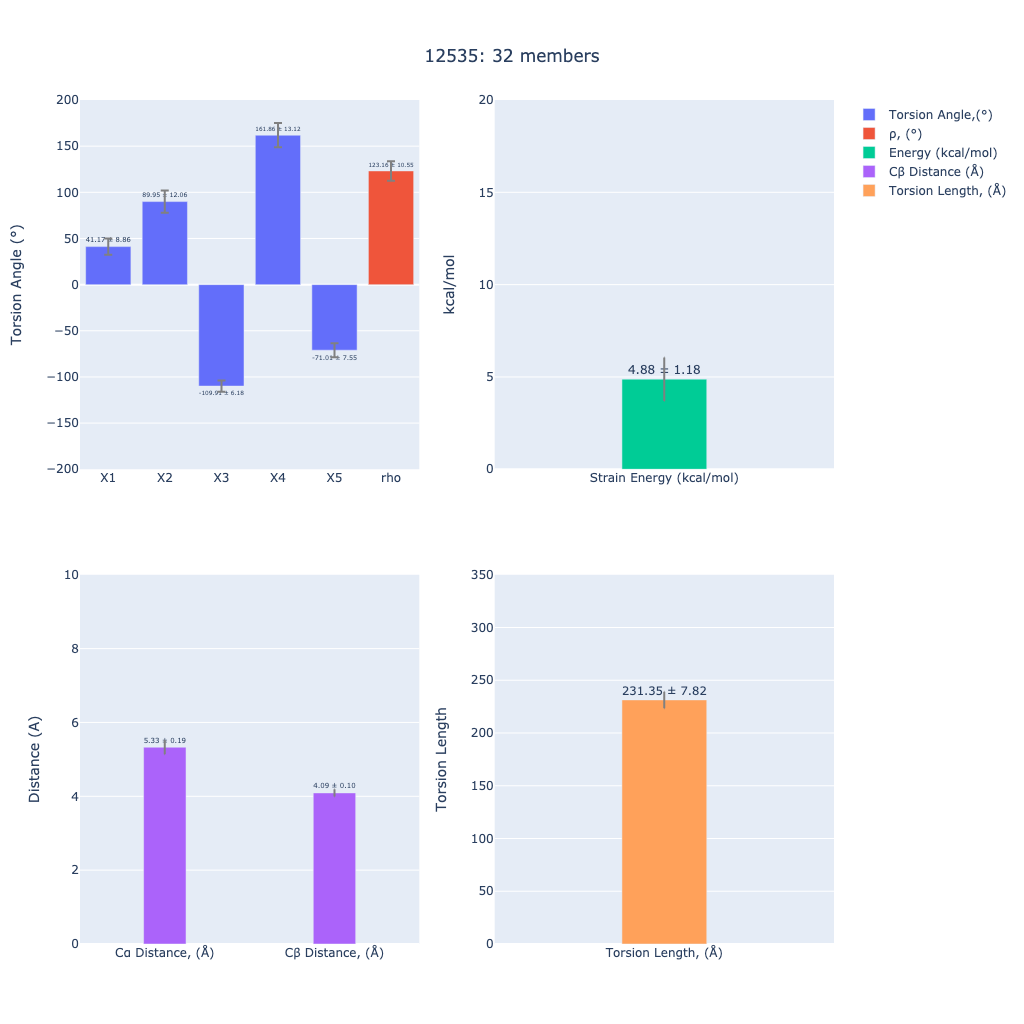 12535: 32 members
200
150
100
50
0
−50
−100
−150
−200
Torsion Angle (°)
41.17 ± 8.86
89.95 ± 12.06
-109.91 ± 6.18
161.86 ± 13.12
-71.01 ± 7.55
123.16 ± 10.55
X1 X2 X3 X4 X5 rho
20
15
10
5
0
kcal/mol
4.88 ± 1.18
Strain Energy (kcal/mol)
Torsion Angle,(°)
ρ, (°)
Energy (kcal/mol)
Cβ Distance (Å)
Torsion Length, (Å)
10
8
6
4
2
0
Distance (A)
5.33 ± 0.19
4.09 ± 0.10
Cα Distance, (Å) Cβ Distance, (Å)
350
300
250
200
150
100
50
0
Torsion Length
231.35 ± 7.82
Torsion Length, (Å)